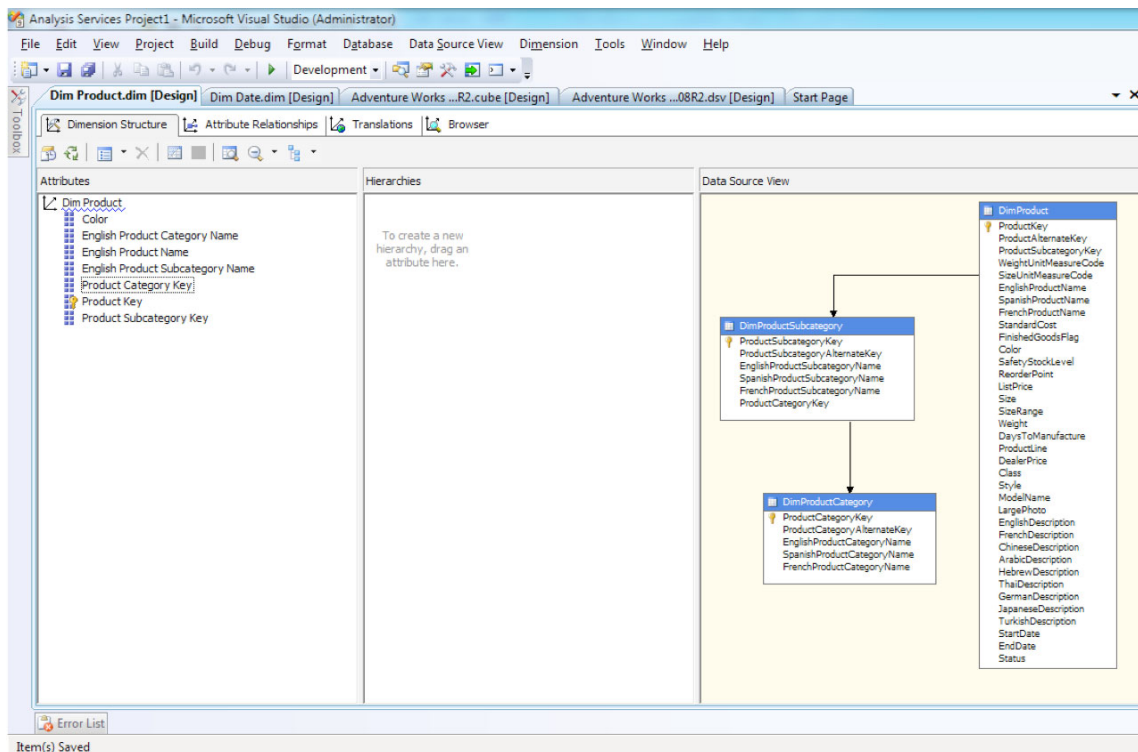 Analysis Services Project1 - Microsoft Visual Studio (Administrator)
File Edit View Project Build Debug Format Database Data Source View Dimension Tools Window Help
Development
Dim Product.dim [Design] Dim Date.dim [Design] Adventure Works ...R2.cube [Design] Adventure Works ...08R2.dsv [Design] Start Page
Toolbox
Dimension Structure Attribute Relationships Translations Browser
Attributes
Dim Product
Color
English Product Category Name
English Product Name
English Product Subcategory Name
Product Category Key
Product Key
Product Subcategory Key
Hierarchies
To create a new
hierarchy, drag an
attribute here.
Data Source View
DimProductSubcategory
ProductSubcategoryKey
ProductSubcategoryAlternateKey
EnglishProductSubcategoryName
SpanishProductSubcategoryName
FrenchProductSubcategoryName
ProductCategoryKey
DimProductCategory
ProductCategoryKey
ProductCategoryAlternateKey
EnglishProductCategoryName
SpanishProductCategoryName
FrenchProductCategoryName
DimProduct
ProductKey
ProductAlternateKey
ProductSubcategoryKey
WeightUnitMeasureCode
SizeUnitMeasureCode
EnglishProductName
SpanishProductName
FrenchProductName
StandardCost
FinishedGoodsFlag
Color
SafetyStockLevel
ReorderPoint
ListPrice
Size
SizeRange
Weight
DaysToManufacture
ProductLine
DealerPrice
Class
Style
ModelName
LargePhoto
EnglishDescription
FrenchDescription
ChineseDescription
ArabicDescription
HebrewDescription
ThaiDescription
GermanDescription
JapaneseDescription
TurkishDescription
StartDate
EndDate
Status
Error List
Item(s) Saved